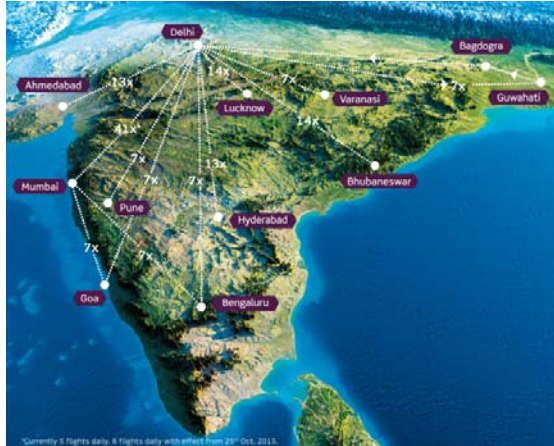 Delhi
Bagdogra
Ahmedabad
13x
14x
7x
7x
Guwahati
Lucknow
Varanasi
41x*
14x
7x
13x
7x
7x
Bhubaneswar
Mumbai
Pune
Hyderabad
7x
7x
Goa
Bengaluru
*Currently 5 flights daily. 6 flights daily with effect from 25th Oct, 2015.